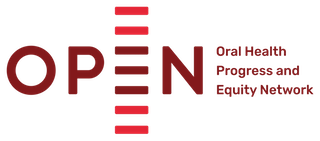 OPEN
Oral Health
Progress and
Equity Network